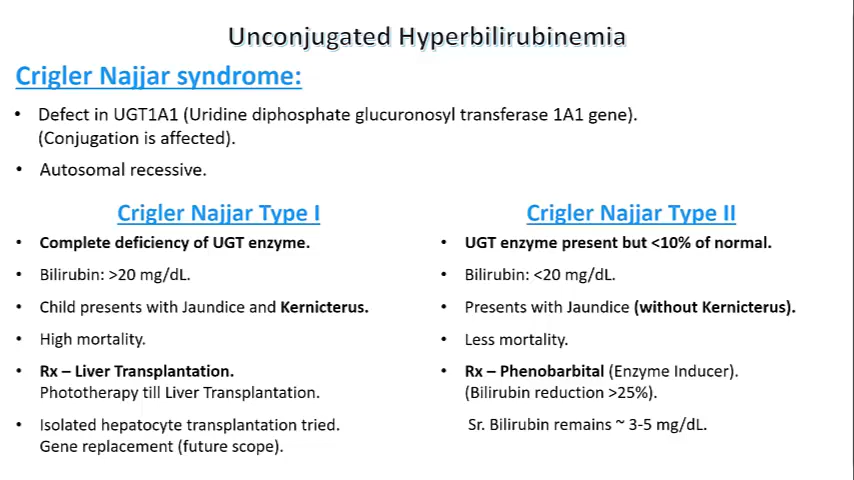 Unconjugated Hyperbilirubinemia
Crigler Najjar syndrome:
• Defect in UGT1A1 (Uridine diphosphate glucuronosyl transferase 1A1 gene).
(Conjugation is affected).
• Autosomal recessive.
Crigler Najjar Type I
• Complete deficiency of UGT enzyme.
• Bilirubin: >20 mg/dL.
• Child presents with Jaundice and Kernicterus.
• High mortality.
• Rx – Liver Transplantation.
Phototherapy till Liver Transplantation.
• Isolated hepatocyte transplantation tried.
Gene replacement (future scope).
Crigler Najjar Type II
• UGT enzyme present but <10% of normal.
• Bilirubin: <20 mg/dL.
• Presents with Jaundice (without Kernicterus).
• Less mortality.
• Rx – Phenobarbital (Enzyme Inducer).
(Bilirubin reduction >25%).
Sr. Bilirubin remains ~ 3-5 mg/dL.